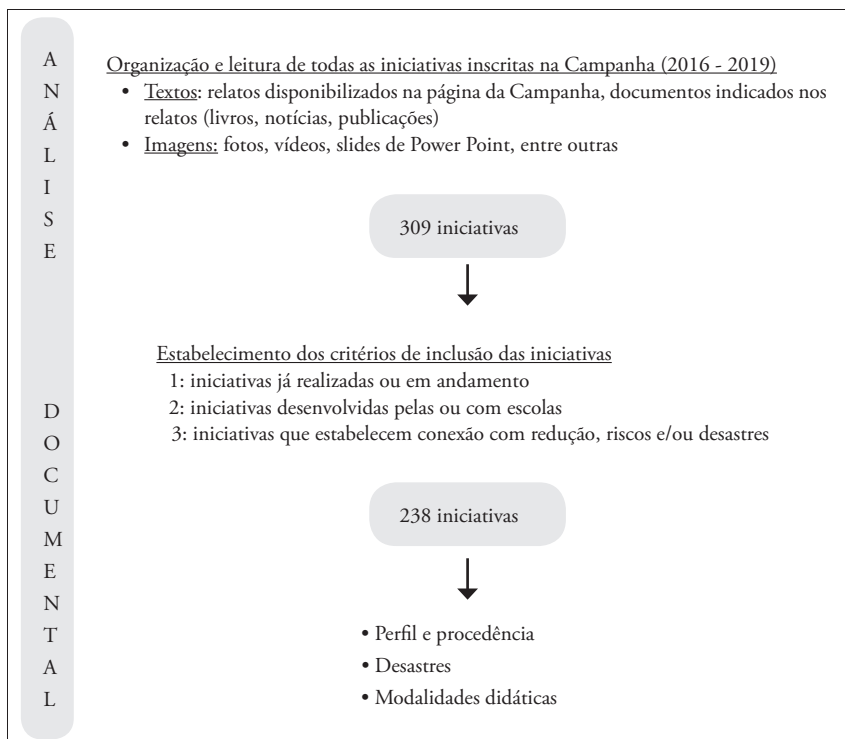 ANÁLISE DOCUMENTAL
Organização e leitura de todas as iniciativas inscritas na Campanha (2016 - 2019)
• Textos: relatos disponibilizados na página da Campanha, documentos indicados nos
relatos (livros, notícias, publicações)
• Imagens: fotos, vídeos, slides de Power Point, entre outras
309 iniciativas
Estabelecimento dos critérios de inclusão das iniciativas
1: iniciativas já realizadas ou em andamento
2: iniciativas desenvolvidas pelas ou com escolas
3: iniciativas que estabelecem conexão com redução, riscos e/ou desastres
238 iniciativas
• Perfil e procedência
• Desastres
• Modalidades didáticas